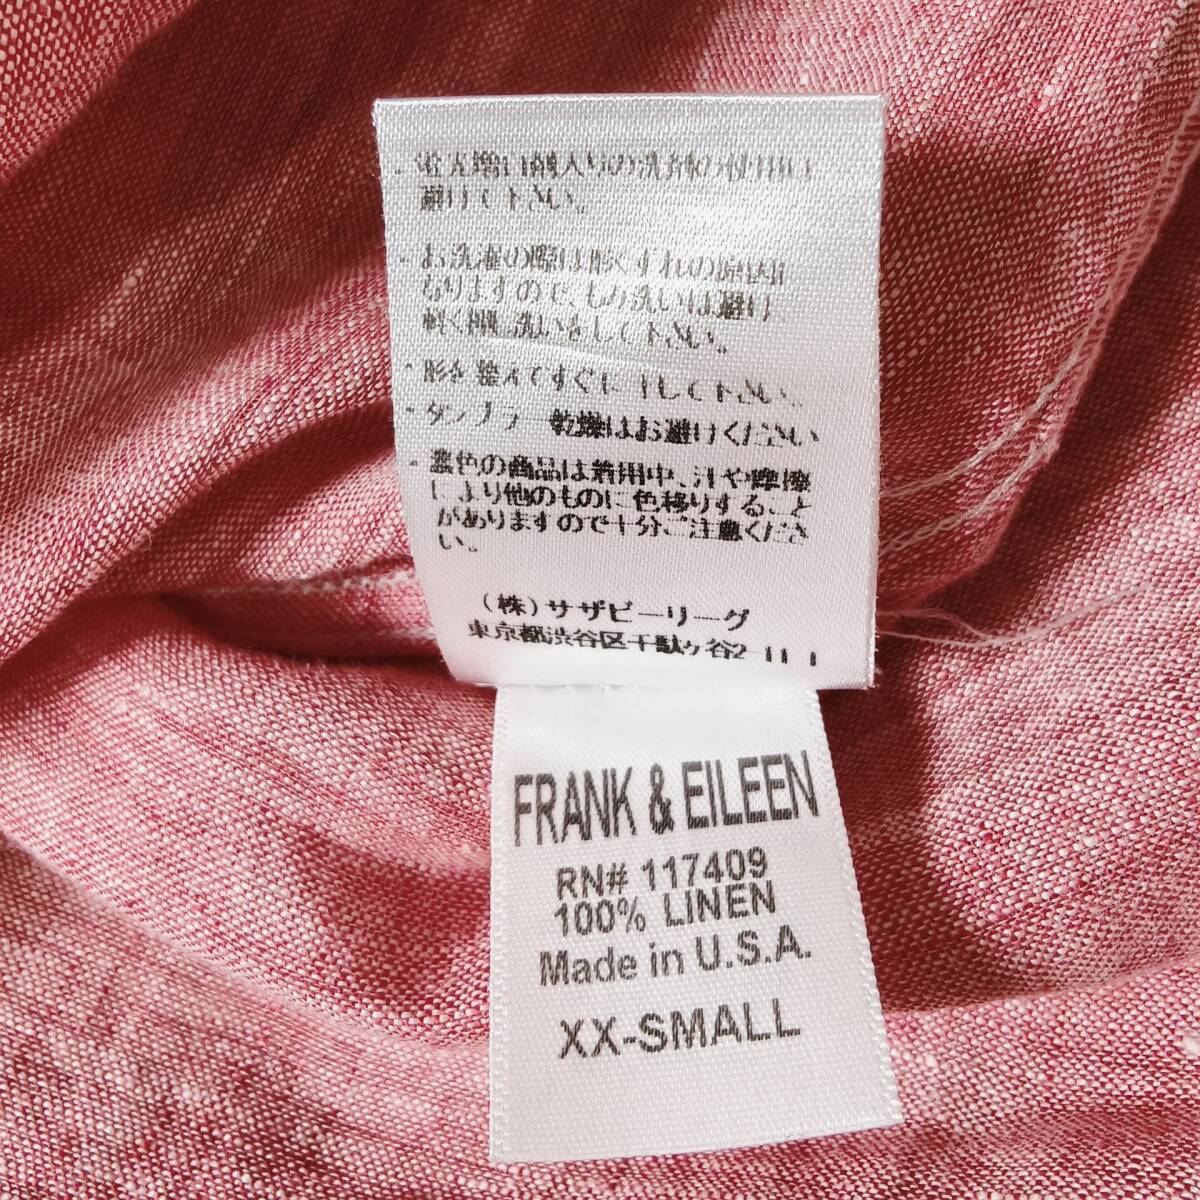 ・蛍光増白剤入りの洗剤の使用は
避けて下さい。
・お洗濯の際は形くずれの原因に
なりますので、もみ洗いは避け
軽く押し洗いをして下さい。
・形を整えてすぐに干して下さい。
・タンブラー乾燥はお避けください
・濃色の商品は着用中、汗や摩擦
により他のものに色移りすること
がありますので十分ご注意くださ
い。
(株)サザビーリーグ
東京都渋谷区千駄ヶ谷2
FRANK & EILEEN
RN# 117409
100% LINEN
Made in U.S.A.
XX-SMALL